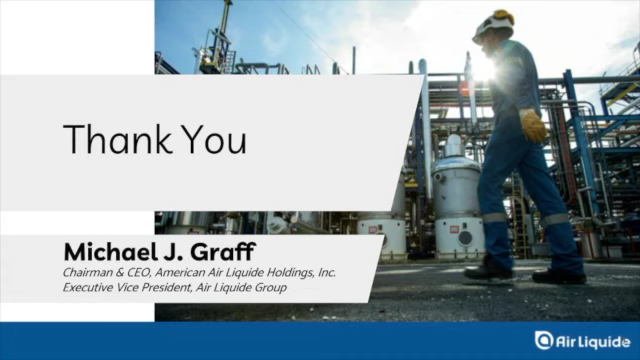 Thank You
Michael J. Graff
Chairman & CEO, American Air Liquide Holdings, Inc.
Executive Vice President, Air Liquide Group
Air Liquide